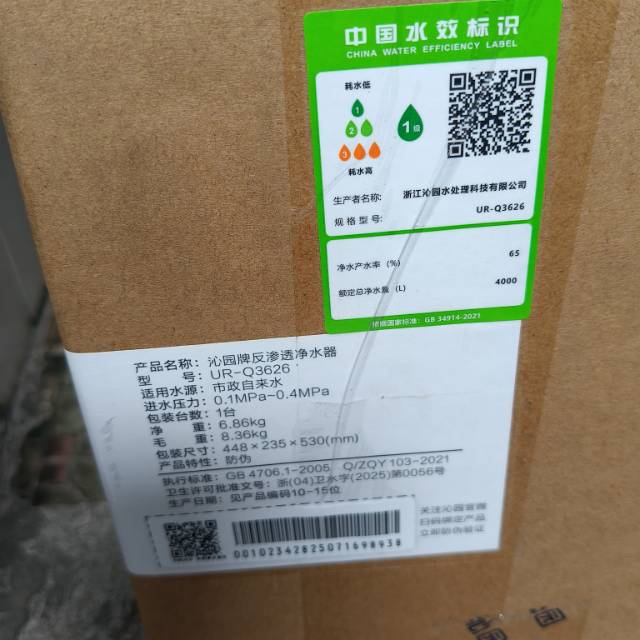 中国水效标识
CHINA WATER EFFICIENCY LABEL
耗水低
1
2
3
耗水高
1级
生产者名称: 浙江沁园水处理科技有限公司
规格型号: UR-Q3626
净水产水率 (%) 65
额定总净水量 (L) 4000
依据国家标准: GB 34914-2021
产品名称: 沁园牌反渗透净水器
型 号: UR-Q3626
适用水源: 市政自来水
进水压力: 0.1MPa-0.4MPa
包装台数: 1台
净 重: 6.86kg
毛 重: 8.36kg
包装尺寸: 448×235×530(mm)
产品特性: 防伪
执行标准: GB 4706.1-2005 Q/ZQY 103-2021
卫生许可批准文号: 浙(04)卫水字(2025)第0056号
生产日期: 见产品编码10-15位
关注沁园官微
扫码绑定产品
立即防伪验证
00102342825071698938